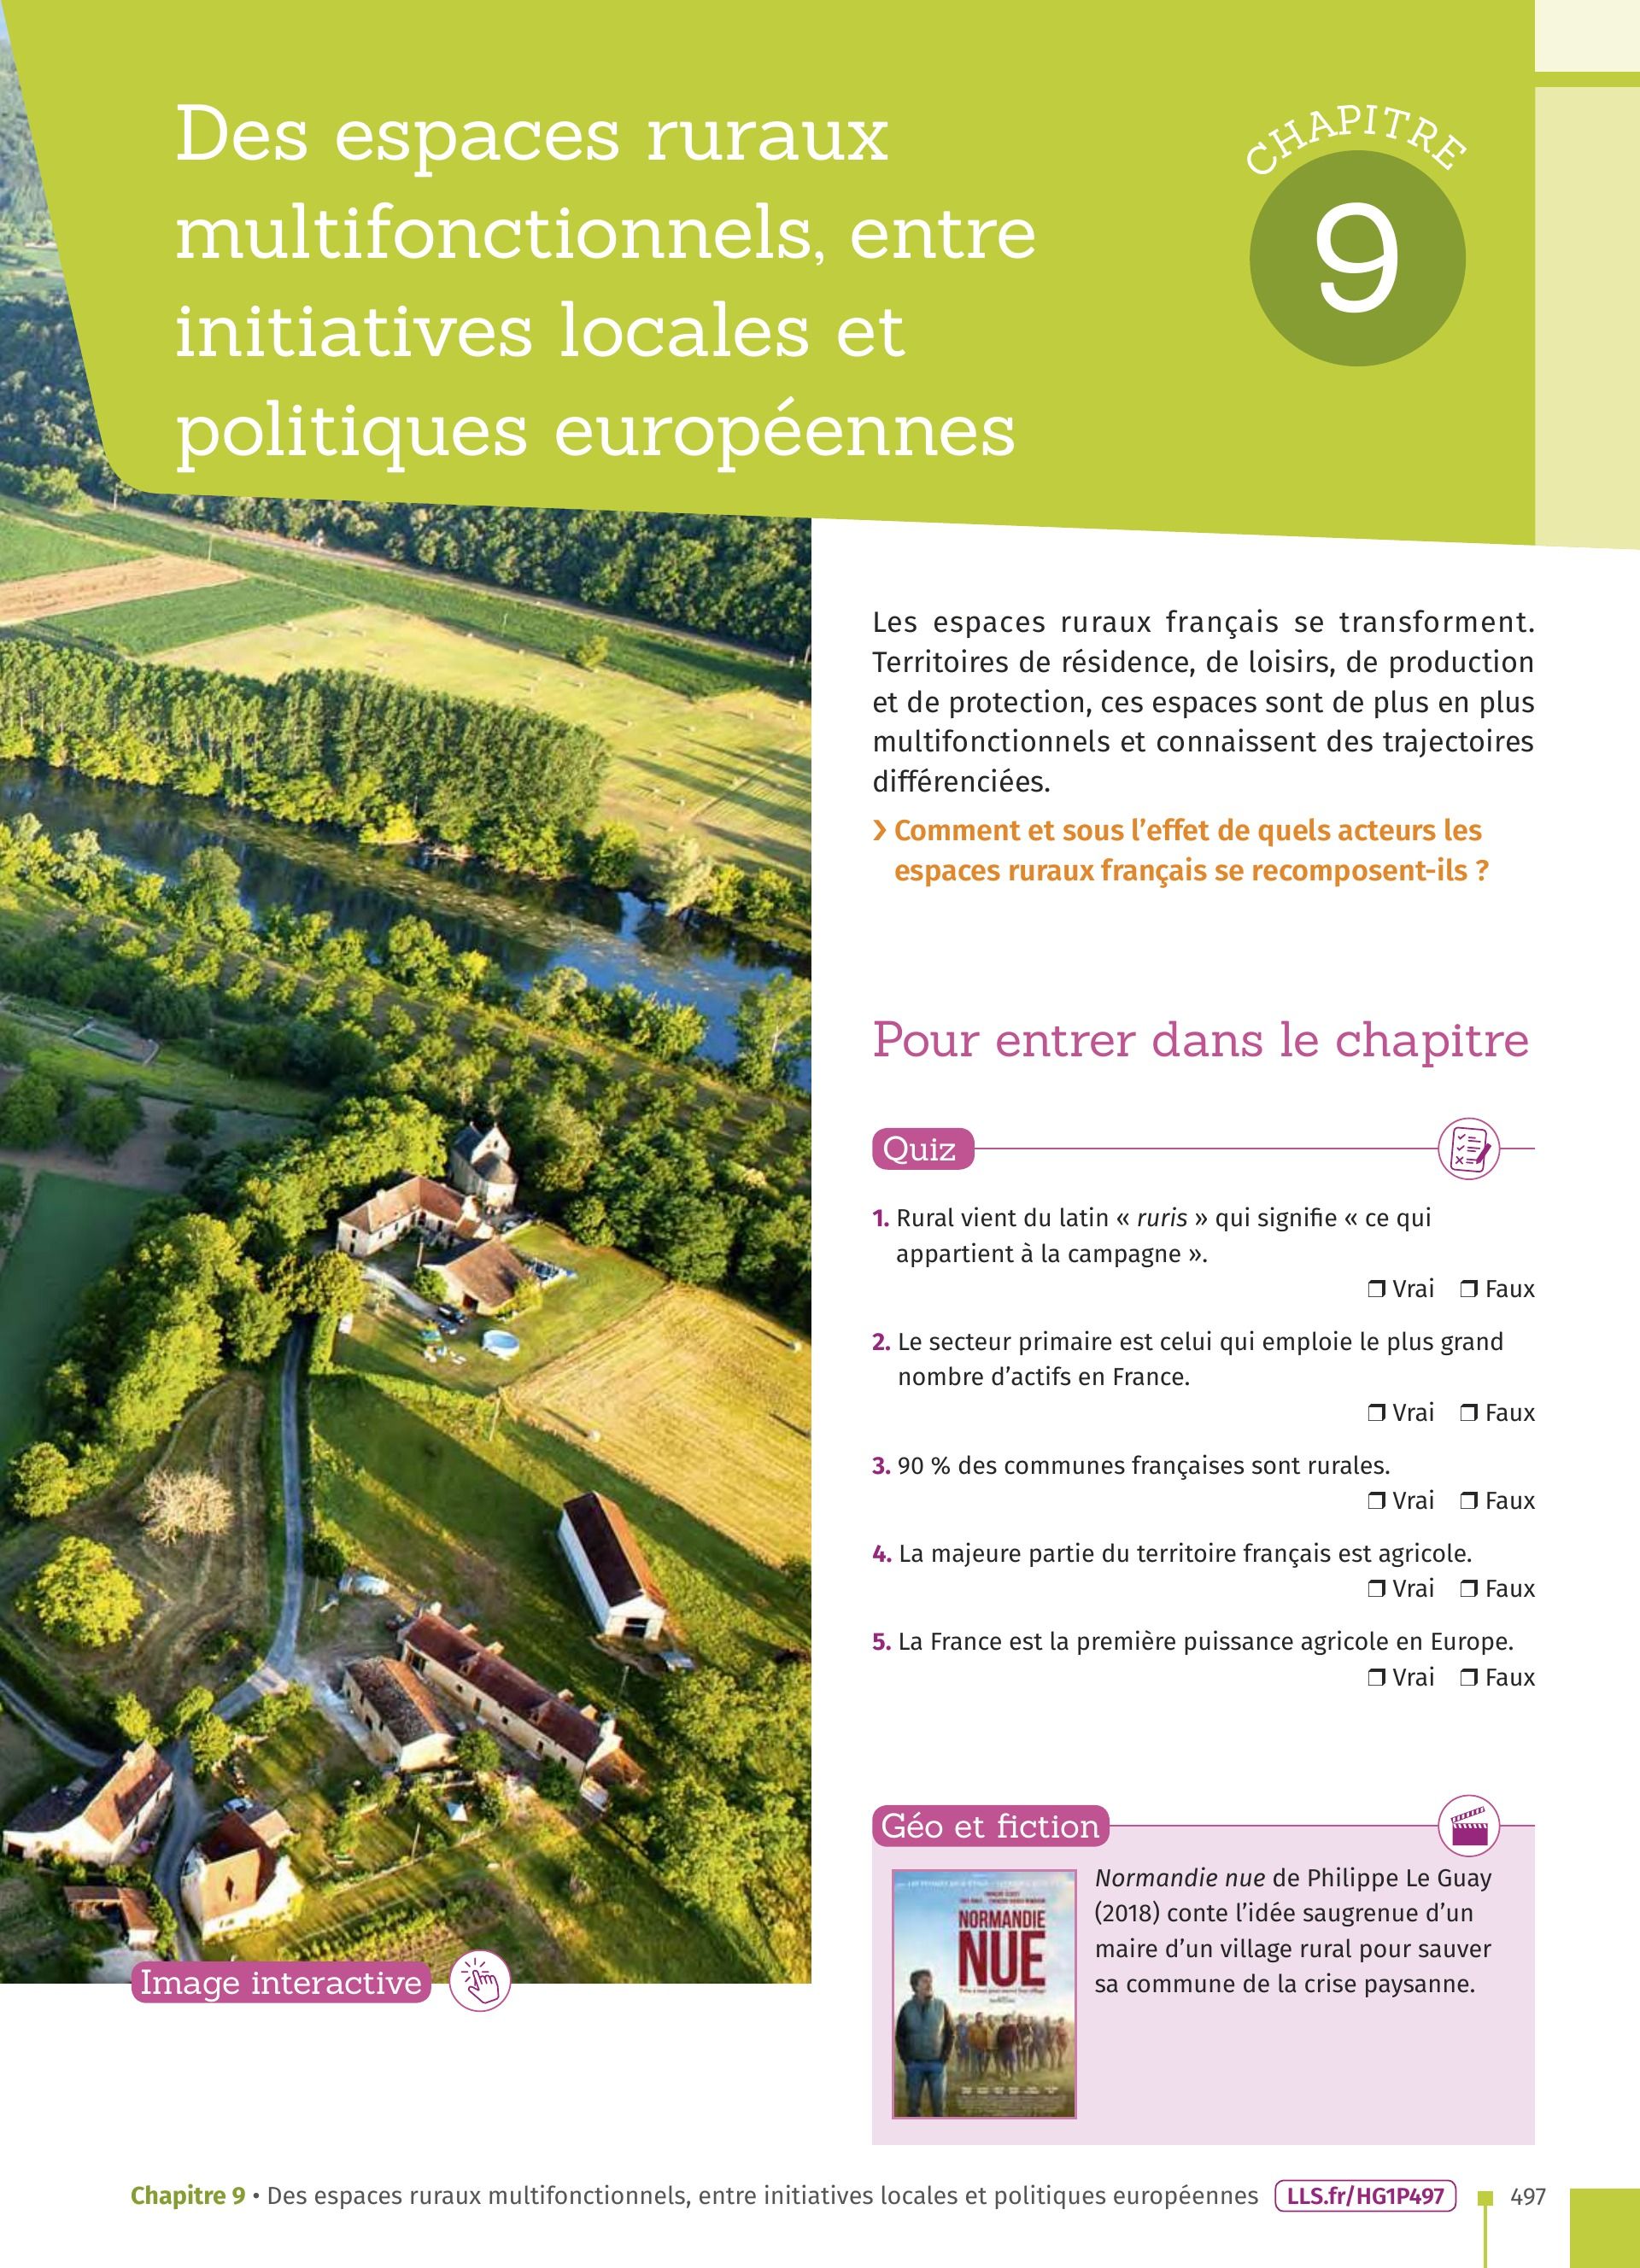 Des espaces ruraux
multifonctionnels, entre
initiatives locales et
politiques européennes
CHAPITRE
9
Les espaces ruraux français se transforment.
Territoires de résidence, de loisirs, de production
et de protection, ces espaces sont de plus en plus
multifonctionnels et connaissent des trajectoires
différenciées.
› Comment et sous l’effet de quels acteurs les
espaces ruraux français se recomposent-ils ?
Pour entrer dans le chapitre
Quiz
1. Rural vient du latin « ruris » qui signifie « ce qui
appartient à la campagne ».
❒ Vrai ❒ Faux
2. Le secteur primaire est celui qui emploie le plus grand
nombre d’actifs en France.
❒ Vrai ❒ Faux
3. 90 % des communes françaises sont rurales.
❒ Vrai ❒ Faux
4. La majeure partie du territoire français est agricole.
❒ Vrai ❒ Faux
5. La France est la première puissance agricole en Europe.
❒ Vrai ❒ Faux
Géo et fiction
NORMANDIE
NUE
Normandie nue de Philippe Le Guay
(2018) conte l’idée saugrenue d’un
maire d’un village rural pour sauver
sa commune de la crise paysanne.
Image interactive
Chapitre 9 • Des espaces ruraux multifonctionnels, entre initiatives locales et politiques européennes LLS.fr/HG1P497 497